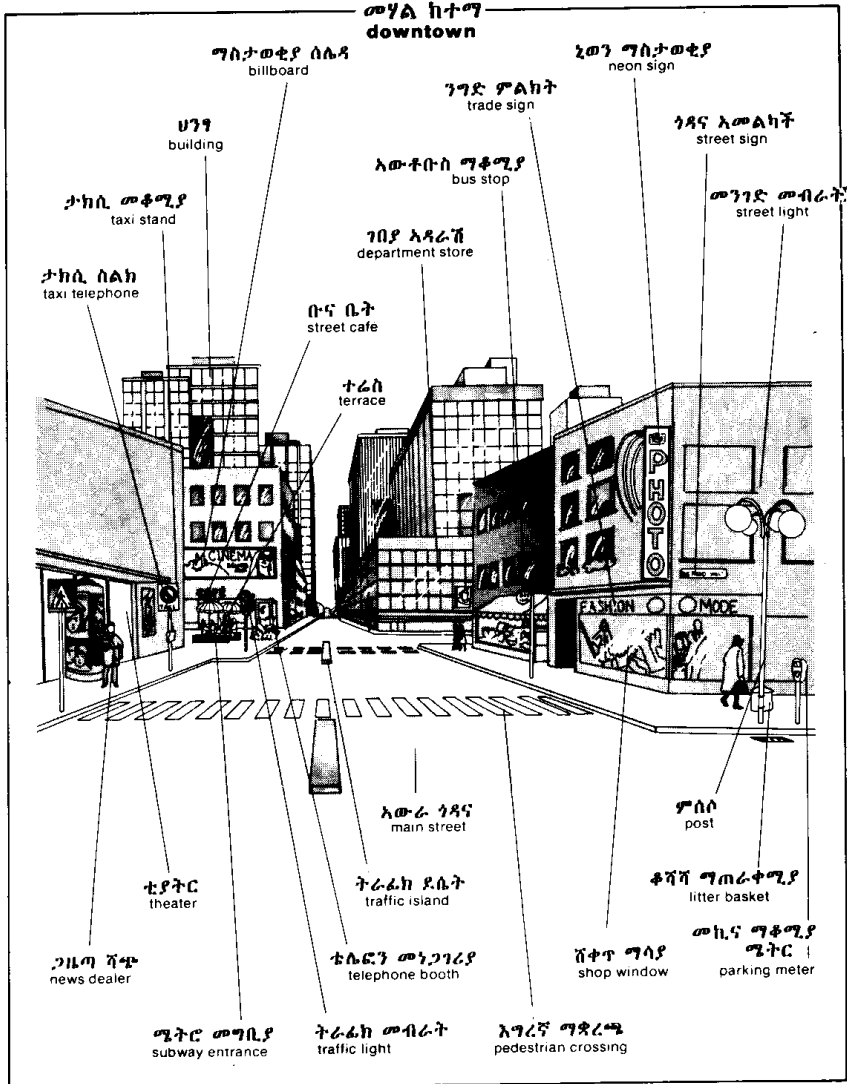 መሃል ከተማ
downtown
ማስታወቂያ ሰሌዳ
billboard
ኒወን ማስታወቂያ
neon sign
ንግድ ምልክት
trade sign
ሀንፃ
building
ጎዳና አመልካች
street sign
አውቶቡስ ማቆሚያ
bus stop
ታክሲ መቆሚያ
taxi stand
መንገድ መብራት
street light
ገበያ አዳራሽ
department store
ታክሲ ስልክ
taxi telephone
ቡና ቤት
street cafe
ተሬስ
terrace
PHOTO
CINEMA
TAXI
FASHION
MODE
አውራ ጎዳና
main street
ምሰሶ
post
ቲያትር
theater
ትራፊክ ደሴት
traffic island
ቆሻሻ ማጠራቀሚያ
litter basket
ጋዜጣ ሻጭ
news dealer
ቴሌፎን መነጋገሪያ
telephone booth
ሸቀጥ ማሳያ
shop window
መኪና ማቆሚያ
ሜትር
parking meter
ሜትሮ መግቢያ
subway entrance
ትራፊክ መብራት
traffic light
እግረኛ ማቋረጫ
pedestrian crossing